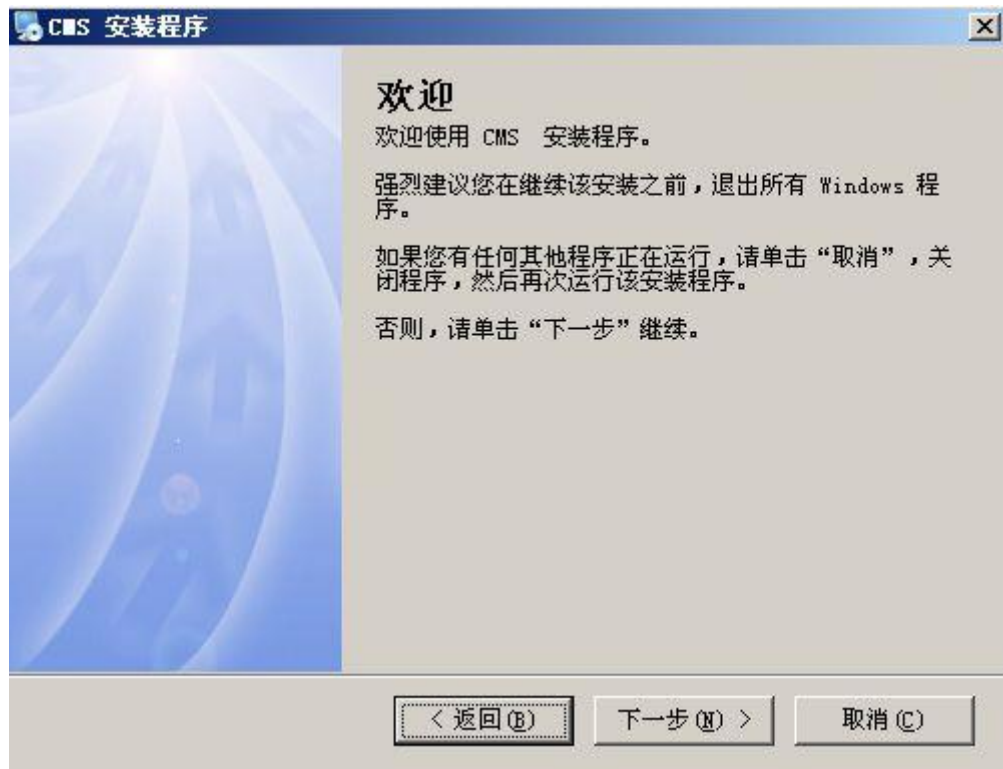 CMS 安装程序
欢迎
欢迎使用 CMS 安装程序。
强烈建议您在继续该安装之前,退出所有 Windows 程
序。
如果您有任何其他程序正在运行,请单击“取消”,关
闭程序,然后再次运行该安装程序。
否则,请单击“下一步”继续。
< 返回(B)
下一步(N) >
取消(C)